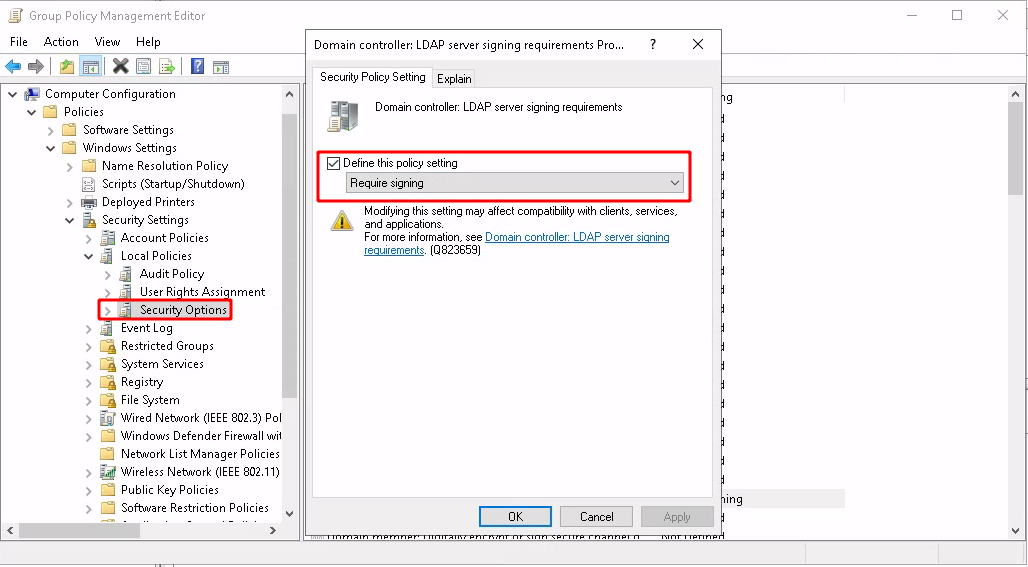 Group Policy Management Editor
File Action View Help
Computer Configuration
Policies
Software Settings
Windows Settings
Name Resolution Policy
Scripts (Startup/Shutdown)
Deployed Printers
Security Settings
Account Policies
Local Policies
Audit Policy
User Rights Assignment
Security Options
Event Log
Restricted Groups
System Services
Registry
File System
Wired Network (IEEE 802.3) Pol
Windows Defender Firewall wit
Network List Manager Policies
Wireless Network (IEEE 802.11)
Public Key Policies
Software Restriction Policies
Domain controller: LDAP server signing requirements Pro...
?
Security Policy Setting Explain
Domain controller: LDAP server signing requirements
Define this policy setting
Require signing
Modifying this setting may affect compatibility with clients, services,
and applications.
For more information, see Domain controller: LDAP server signing
requirements. (Q823659)
OK Cancel Apply